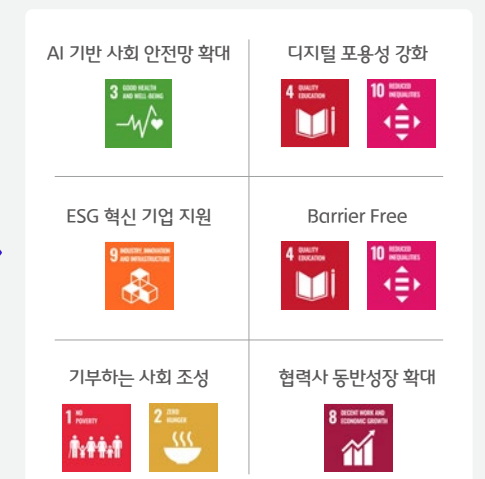 AI 기반 사회 안전망 확대
3 GOOD HEALTH
AND WELL-BEING
디지털 포용성 강화
4 QUALITY
EDUCATION
10 REDUCED
INEQUALITIES
ESG 혁신 기업 지원
9 INDUSTRY, INNOVATION
AND INFRASTRUCTURE
Barrier Free
4 QUALITY
EDUCATION
10 REDUCED
INEQUALITIES
기부하는 사회 조성
1 NO
POVERTY
2 ZERO
HUNGER
협력사 동반성장 확대
8 DECENT WORK AND
ECONOMIC GROWTH